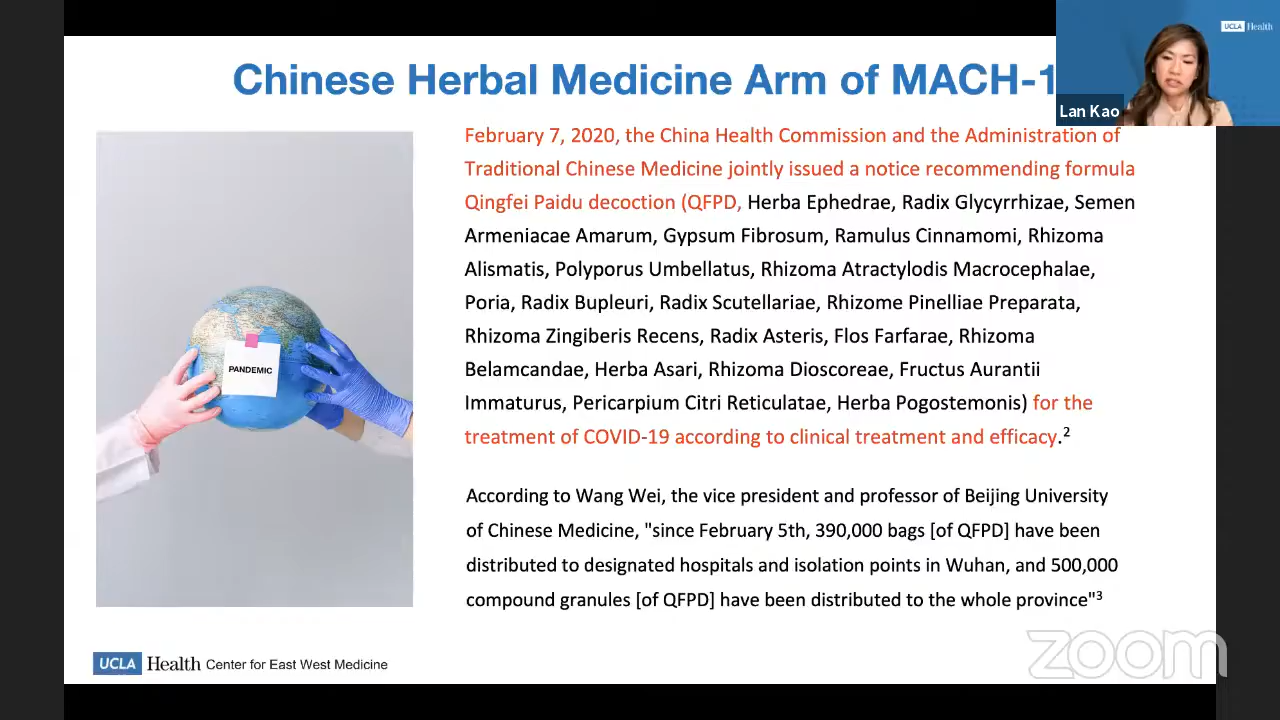 Chinese Herbal Medicine Arm of MACH-1
UCLA Health
Lan Kao
February 7, 2020, the China Health Commission and the Administration of
Traditional Chinese Medicine jointly issued a notice recommending formula
Qingfei Paidu decoction (QFPD, Herba Ephedrae, Radix Glycyrrhizae, Semen
Armeniacae Amarum, Gypsum Fibrosum, Ramulus Cinnamomi, Rhizoma
Alismatis, Polyporus Umbellatus, Rhizoma Atractylodis Macrocephalae,
Poria, Radix Bupleuri, Radix Scutellariae, Rhizome Pinelliae Preparata,
Rhizoma Zingiberis Recens, Radix Asteris, Flos Farfarae, Rhizoma
Belamcandae, Herba Asari, Rhizoma Dioscoreae, Fructus Aurantii
Immaturus, Pericarpium Citri Reticulatae, Herba Pogostemonis) for the
treatment of COVID-19 according to clinical treatment and efficacy.²
PANDEMIC
According to Wang Wei, the vice president and professor of Beijing University
of Chinese Medicine, "since February 5th, 390,000 bags [of QFPD] have been
distributed to designated hospitals and isolation points in Wuhan, and 500,000
compound granules [of QFPD] have been distributed to the whole province"³
UCLA Health Center for East West Medicine
zoom